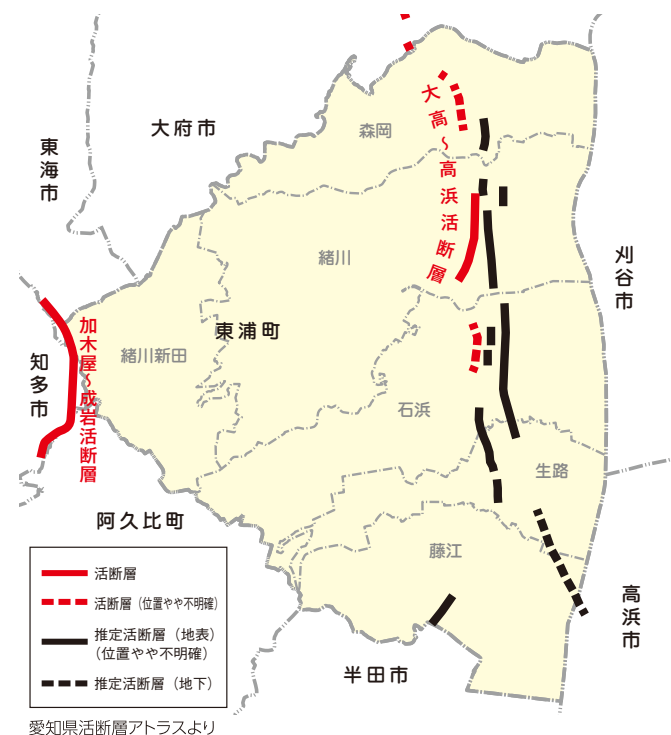 大府市
東海市
森岡
大高～高浜活断層
刈谷市
緒川
東浦町
緒川新田
加木屋～成岩活断層
知多市
石浜
生路
阿久比町
藤江
高浜市
半田市
活断層
活断層（位置やや不明確）
推定活断層（地表）
（位置やや不明確）
推定活断層（地下）
愛知県活断層アトラスより